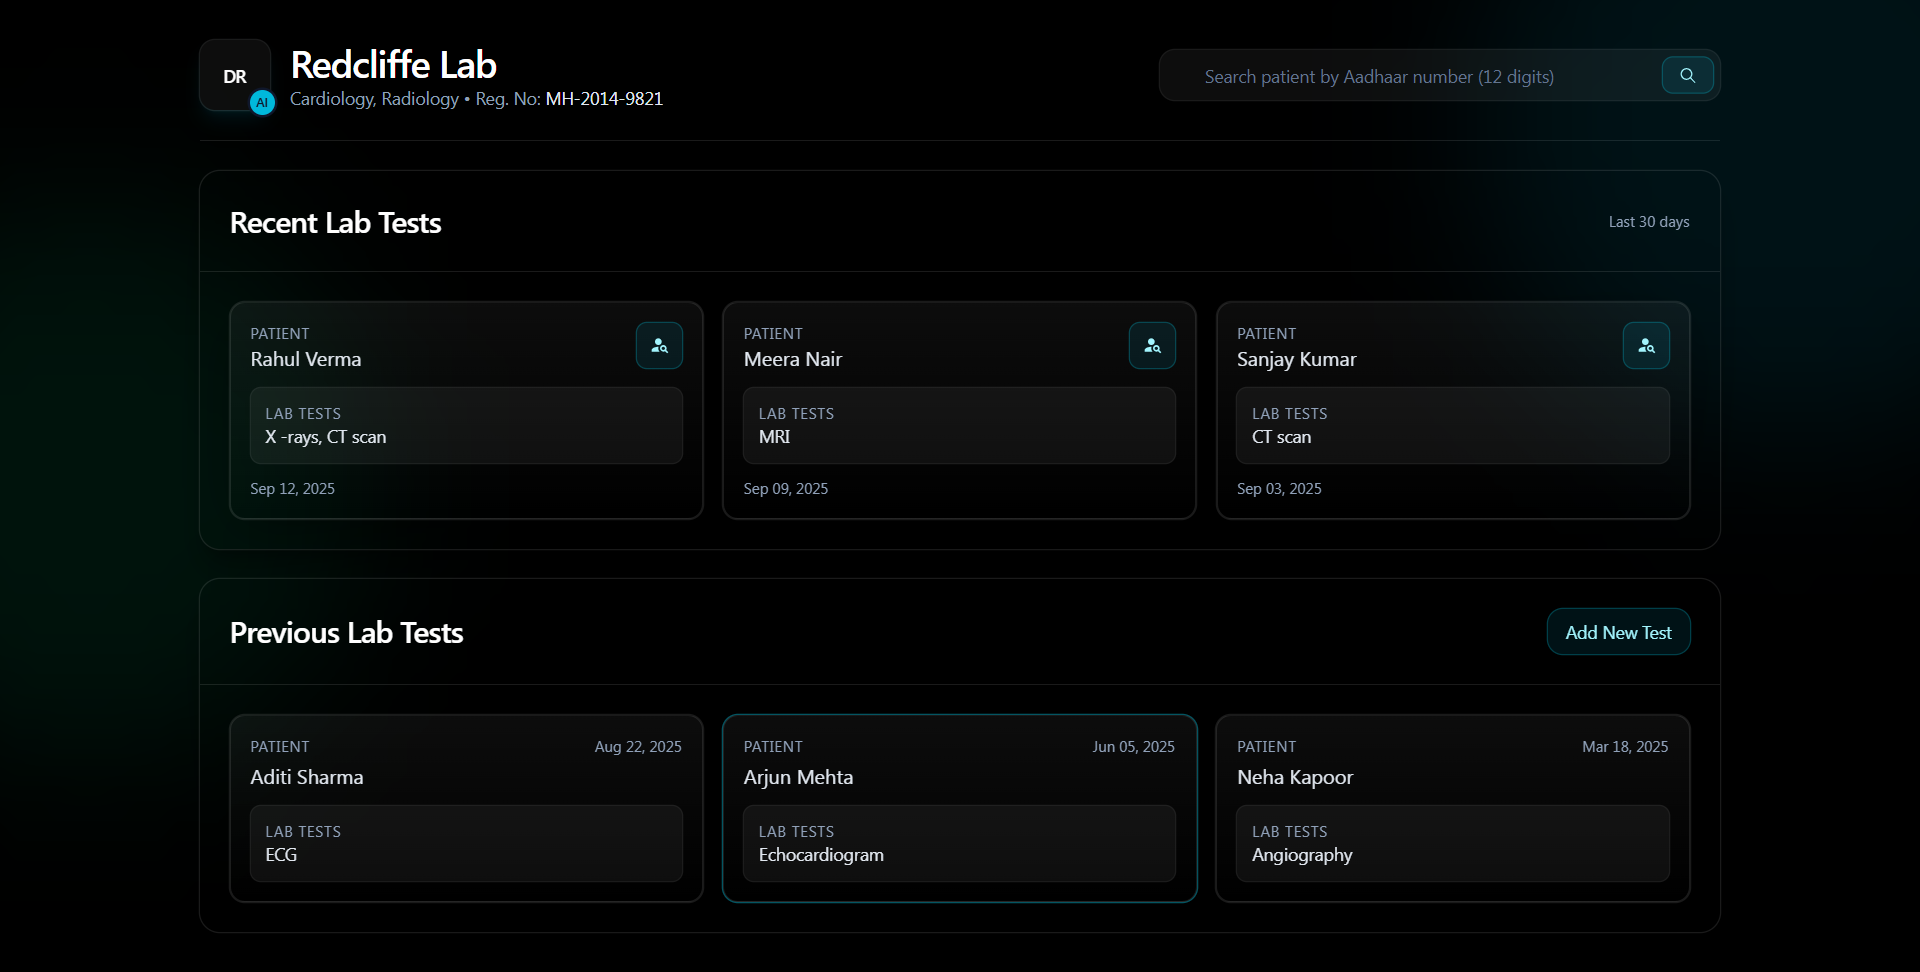 DR
AI
Redcliffe Lab
Cardiology, Radiology • Reg. No: MH-2014-9821
Search patient by Aadhaar number (12 digits)
Recent Lab Tests
Last 30 days
PATIENT
Rahul Verma
LAB TESTS
X -rays, CT scan
Sep 12, 2025
PATIENT
Meera Nair
LAB TESTS
MRI
Sep 09, 2025
PATIENT
Sanjay Kumar
LAB TESTS
CT scan
Sep 03, 2025
Previous Lab Tests
Add New Test
PATIENT
Aug 22, 2025
Aditi Sharma
LAB TESTS
ECG
PATIENT
Jun 05, 2025
Arjun Mehta
LAB TESTS
Echocardiogram
PATIENT
Mar 18, 2025
Neha Kapoor
LAB TESTS
Angiography